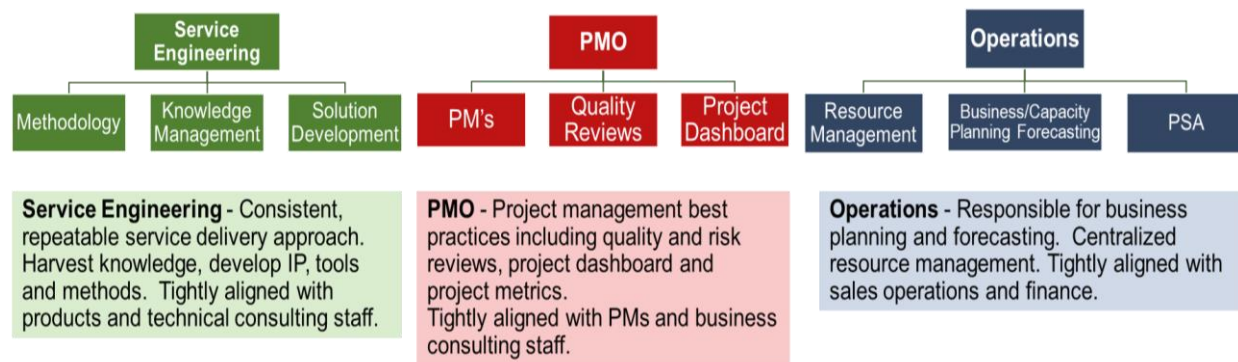 Service
Engineering
Methodology
Knowledge
Management
Solution
Development
PMO
PM's
Quality
Reviews
Project
Dashboard
Operations
Resource
Management
Business/Capacity
Planning Forecasting
PSA
Service Engineering - Consistent,
repeatable service delivery approach.
Harvest knowledge, develop IP, tools
and methods.  Tightly aligned with
products and technical consulting staff.
PMO - Project management best
practices including quality and risk
reviews, project dashboard and
project metrics.
Tightly aligned with PMs and business
consulting staff.
Operations - Responsible for business
planning and forecasting.  Centralized
resource management. Tightly aligned with
sales operations and finance.